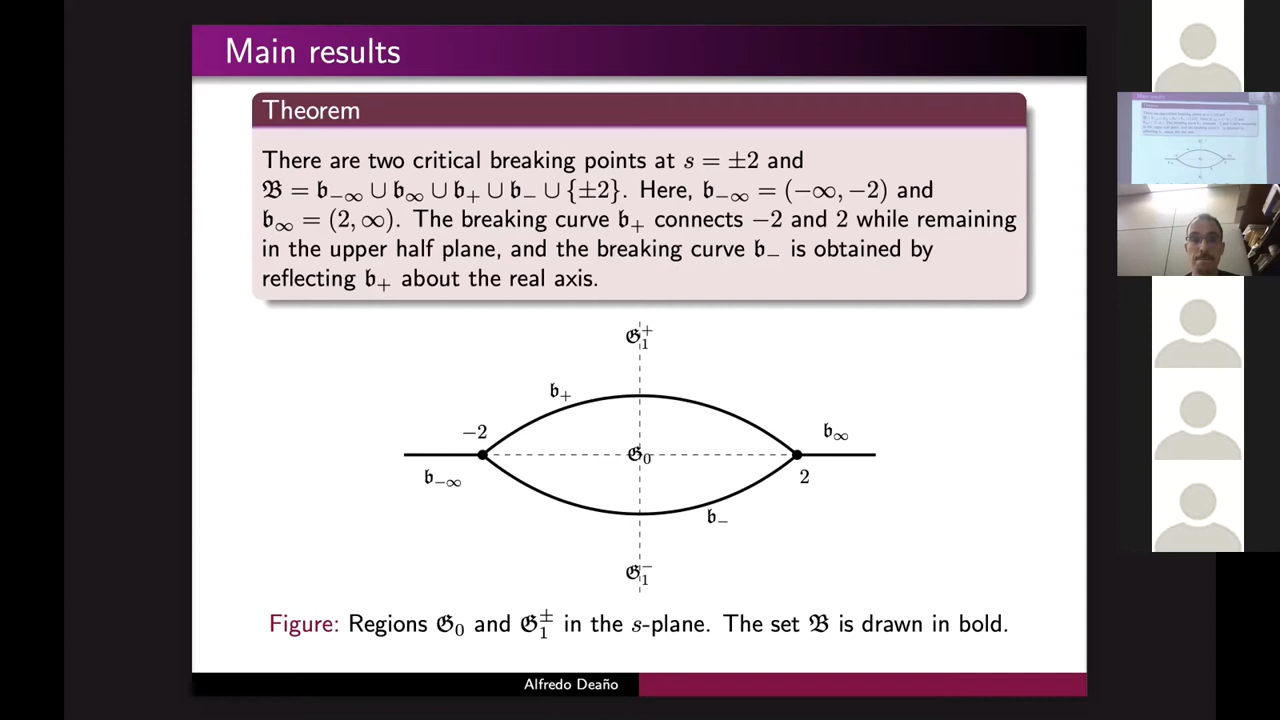 Main results
Theorem
There are two critical breaking points at s = ±2 and
𝔅 = 𝔟₋∞ ∪ 𝔟∞ ∪ 𝔟₊ ∪ 𝔟₋ ∪ {±2}. Here, 𝔟₋∞ = (−∞, −2) and
𝔟∞ = (2, ∞). The breaking curve 𝔟₊ connects −2 and 2 while remaining
in the upper half plane, and the breaking curve 𝔟₋ is obtained by
reflecting 𝔟₊ about the real axis.
𝔊₁⁺
𝔟₊
−2
𝔟∞
𝔊₀
𝔟₋∞
2
𝔟₋
𝔊₁⁻
Figure: Regions 𝔊₀ and 𝔊₁± in the s-plane. The set 𝔅 is drawn in bold.
Alfredo Deaño